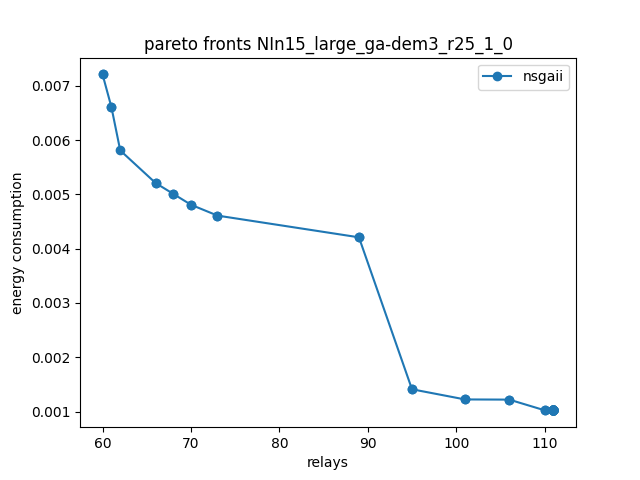 pareto fronts NIn15_large_ga-dem3_r25_1_0
nsgaii
0.007
0.006
0.005
0.004
0.003
0.002
0.001
energy consumption
60 70 80 90 100 110
relays